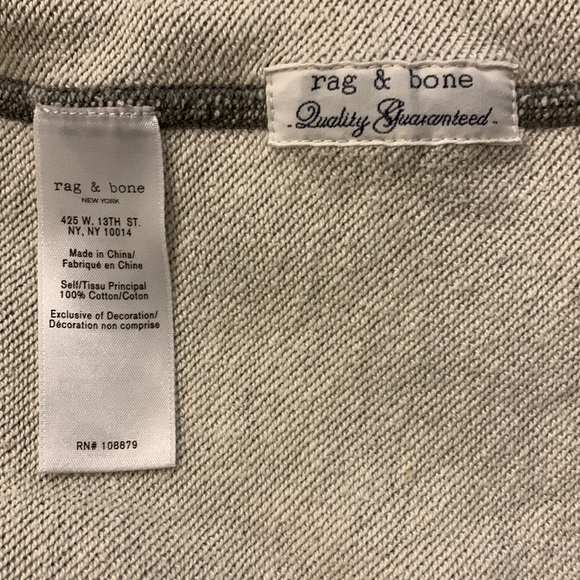 rag & bone
- Quality Guaranteed -
rag & bone
NEW YORK
425 W. 13TH ST.
NY, NY 10014
Made in China/
Fabriqué en Chine
Self/Tissu Principal
100% Cotton/Coton
Exclusive of Decoration/
Décoration non comprise
RN# 108879